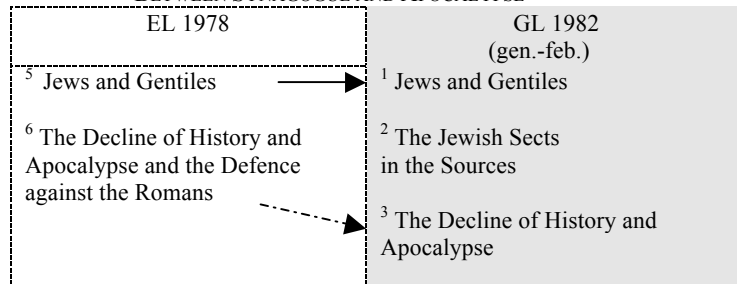 EL 1978
GL 1982
(gen.-feb.)
5 Jews and Gentiles
6 The Decline of History and
Apocalypse and the Defence
against the Romans
1 Jews and Gentiles
2 The Jewish Sects
in the Sources
3 The Decline of History and
Apocalypse